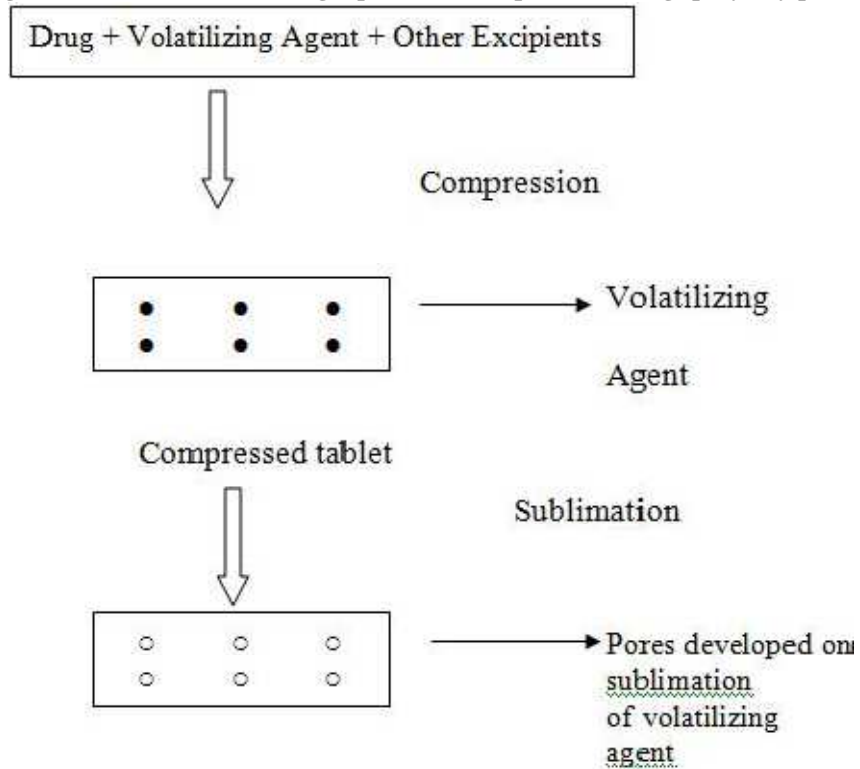 Drug + Volatilizing Agent + Other Excipients
Compression
Volatilizing
Agent
Compressed tablet
Sublimation
Pores developed on
sublimation
of volatilizing
agent